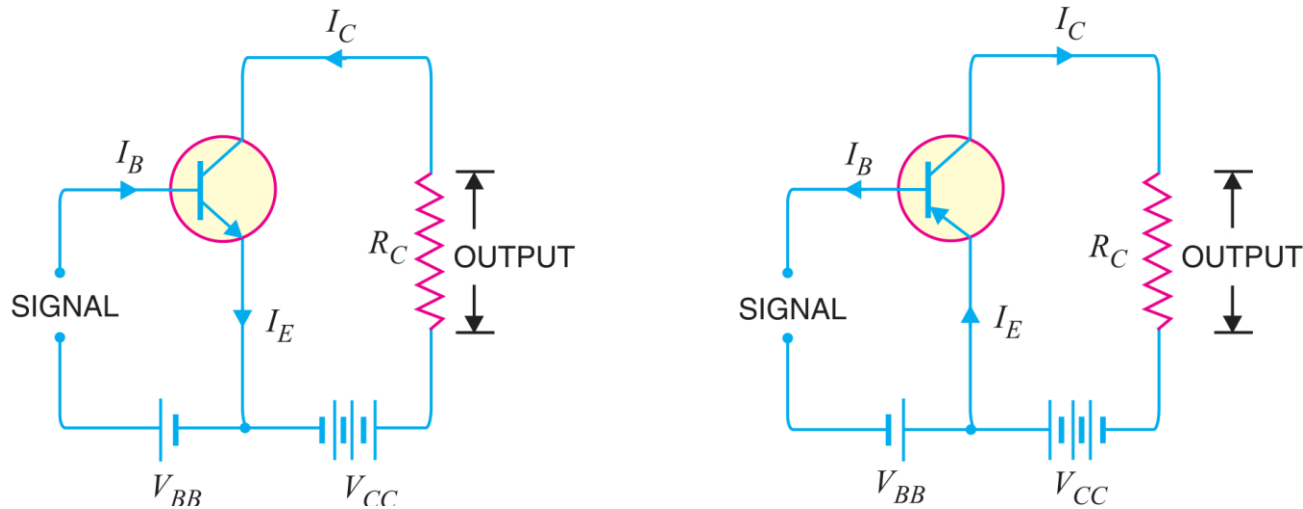 I_C
I_B
R_C
OUTPUT
SIGNAL
I_E
V_BB
V_CC
I_C
I_B
R_C
OUTPUT
SIGNAL
I_E
V_BB
V_CC